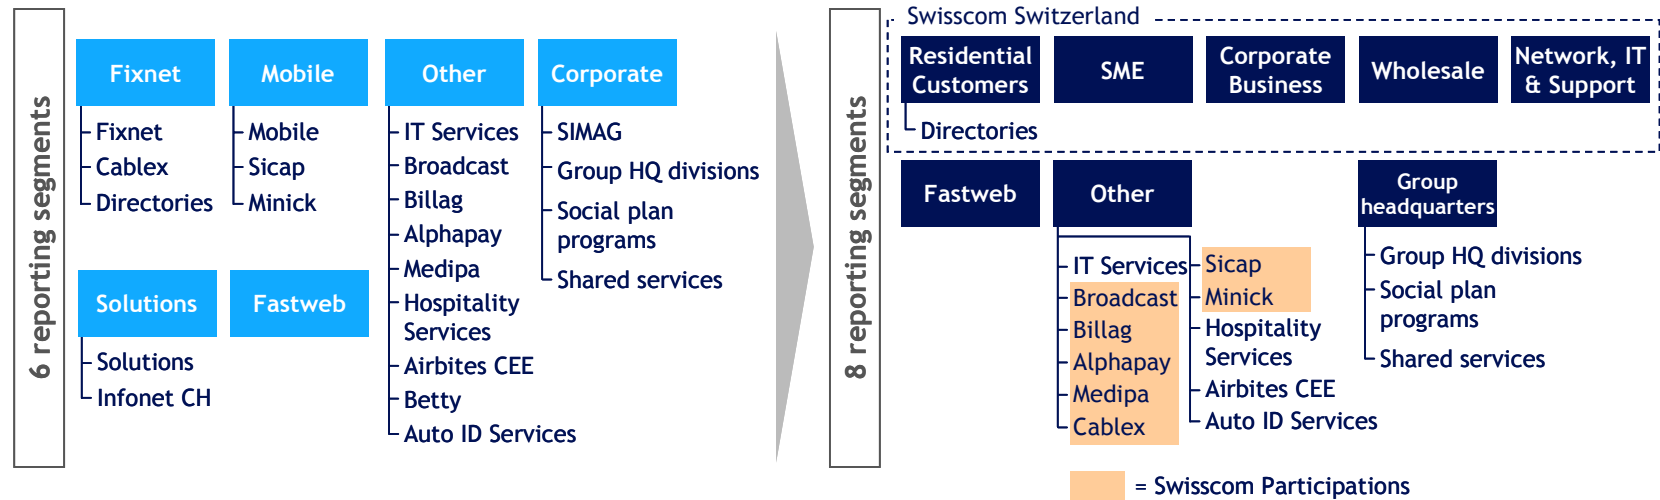 6 reporting segments
Fixnet
Fixnet
Cablex
Directories
Mobile
Mobile
Sicap
Minick
Other
IT Services
Broadcast
Billag
Alphapay
Medipa
Hospitality
Services
Airbites CEE
Betty
Auto ID Services
Corporate
SIMAG
Group HQ divisions
Social plan
programs
Shared services
Solutions
Solutions
Infonet CH
Fastweb
8 reporting segments
Swisscom Switzerland
Residential
Customers
Directories
SME
Corporate
Business
Wholesale
Network, IT
& Support
Fastweb
Other
IT Services
Broadcast
Billag
Alphapay
Medipa
Cablex
Sicap
Minick
Hospitality
Services
Airbites CEE
Auto ID Services
Group
headquarters
Group HQ divisions
Social plan
programs
Shared services
= Swisscom Participations